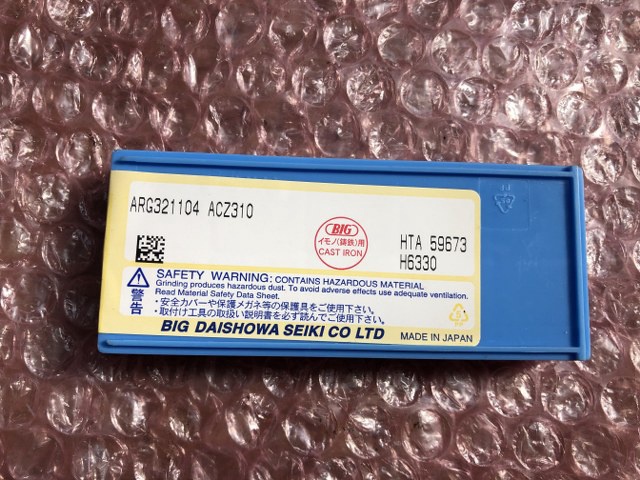 ARG321104 ACZ310
BIG
イモノ(鋳鉄)用
CAST IRON
HTA 59673
H6330
警告
SAFETY WARNING: CONTAINS HAZARDOUS MATERIAL
Grinding produces hazardous dust. To avoid adverse effects use adequate ventilation.
Read Material Safety Data Sheet.
・安全カバーや保護メガネ等の保護具をご使用下さい。
・取付け工具の取扱い説明書を必ず読んでご使用下さい。
BIG DAISHOWA SEIKI CO LTD
MADE IN JAPAN